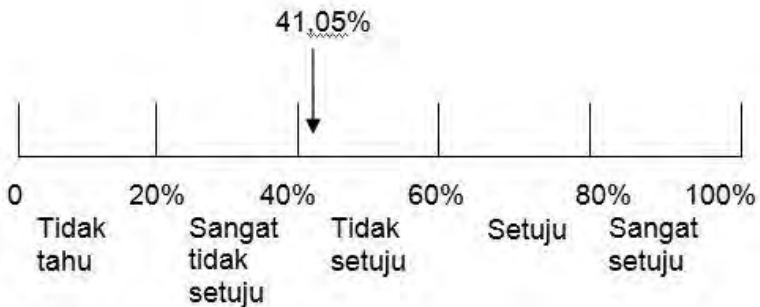 41,05%
0 20% 40% 60% 80% 100%
Tidak tahu
Sangat tidak setuju
Tidak setuju
Setuju
Sangat setuju